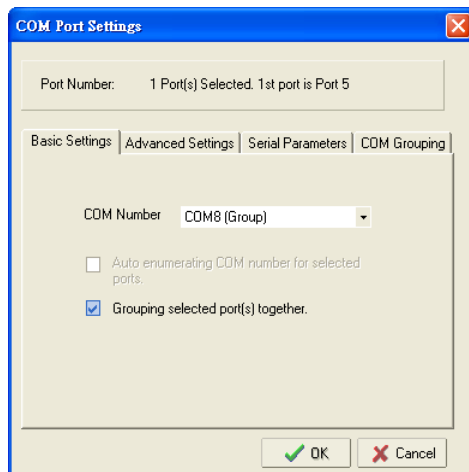 COM Port Settings
Port Number: 1 Port(s) Selected. 1st port is Port 5
Basic Settings Advanced Settings Serial Parameters COM Grouping
COM Number COM8 (Group)
Auto enumerating COM number for selected
ports.
Grouping selected port(s) together.
OK Cancel